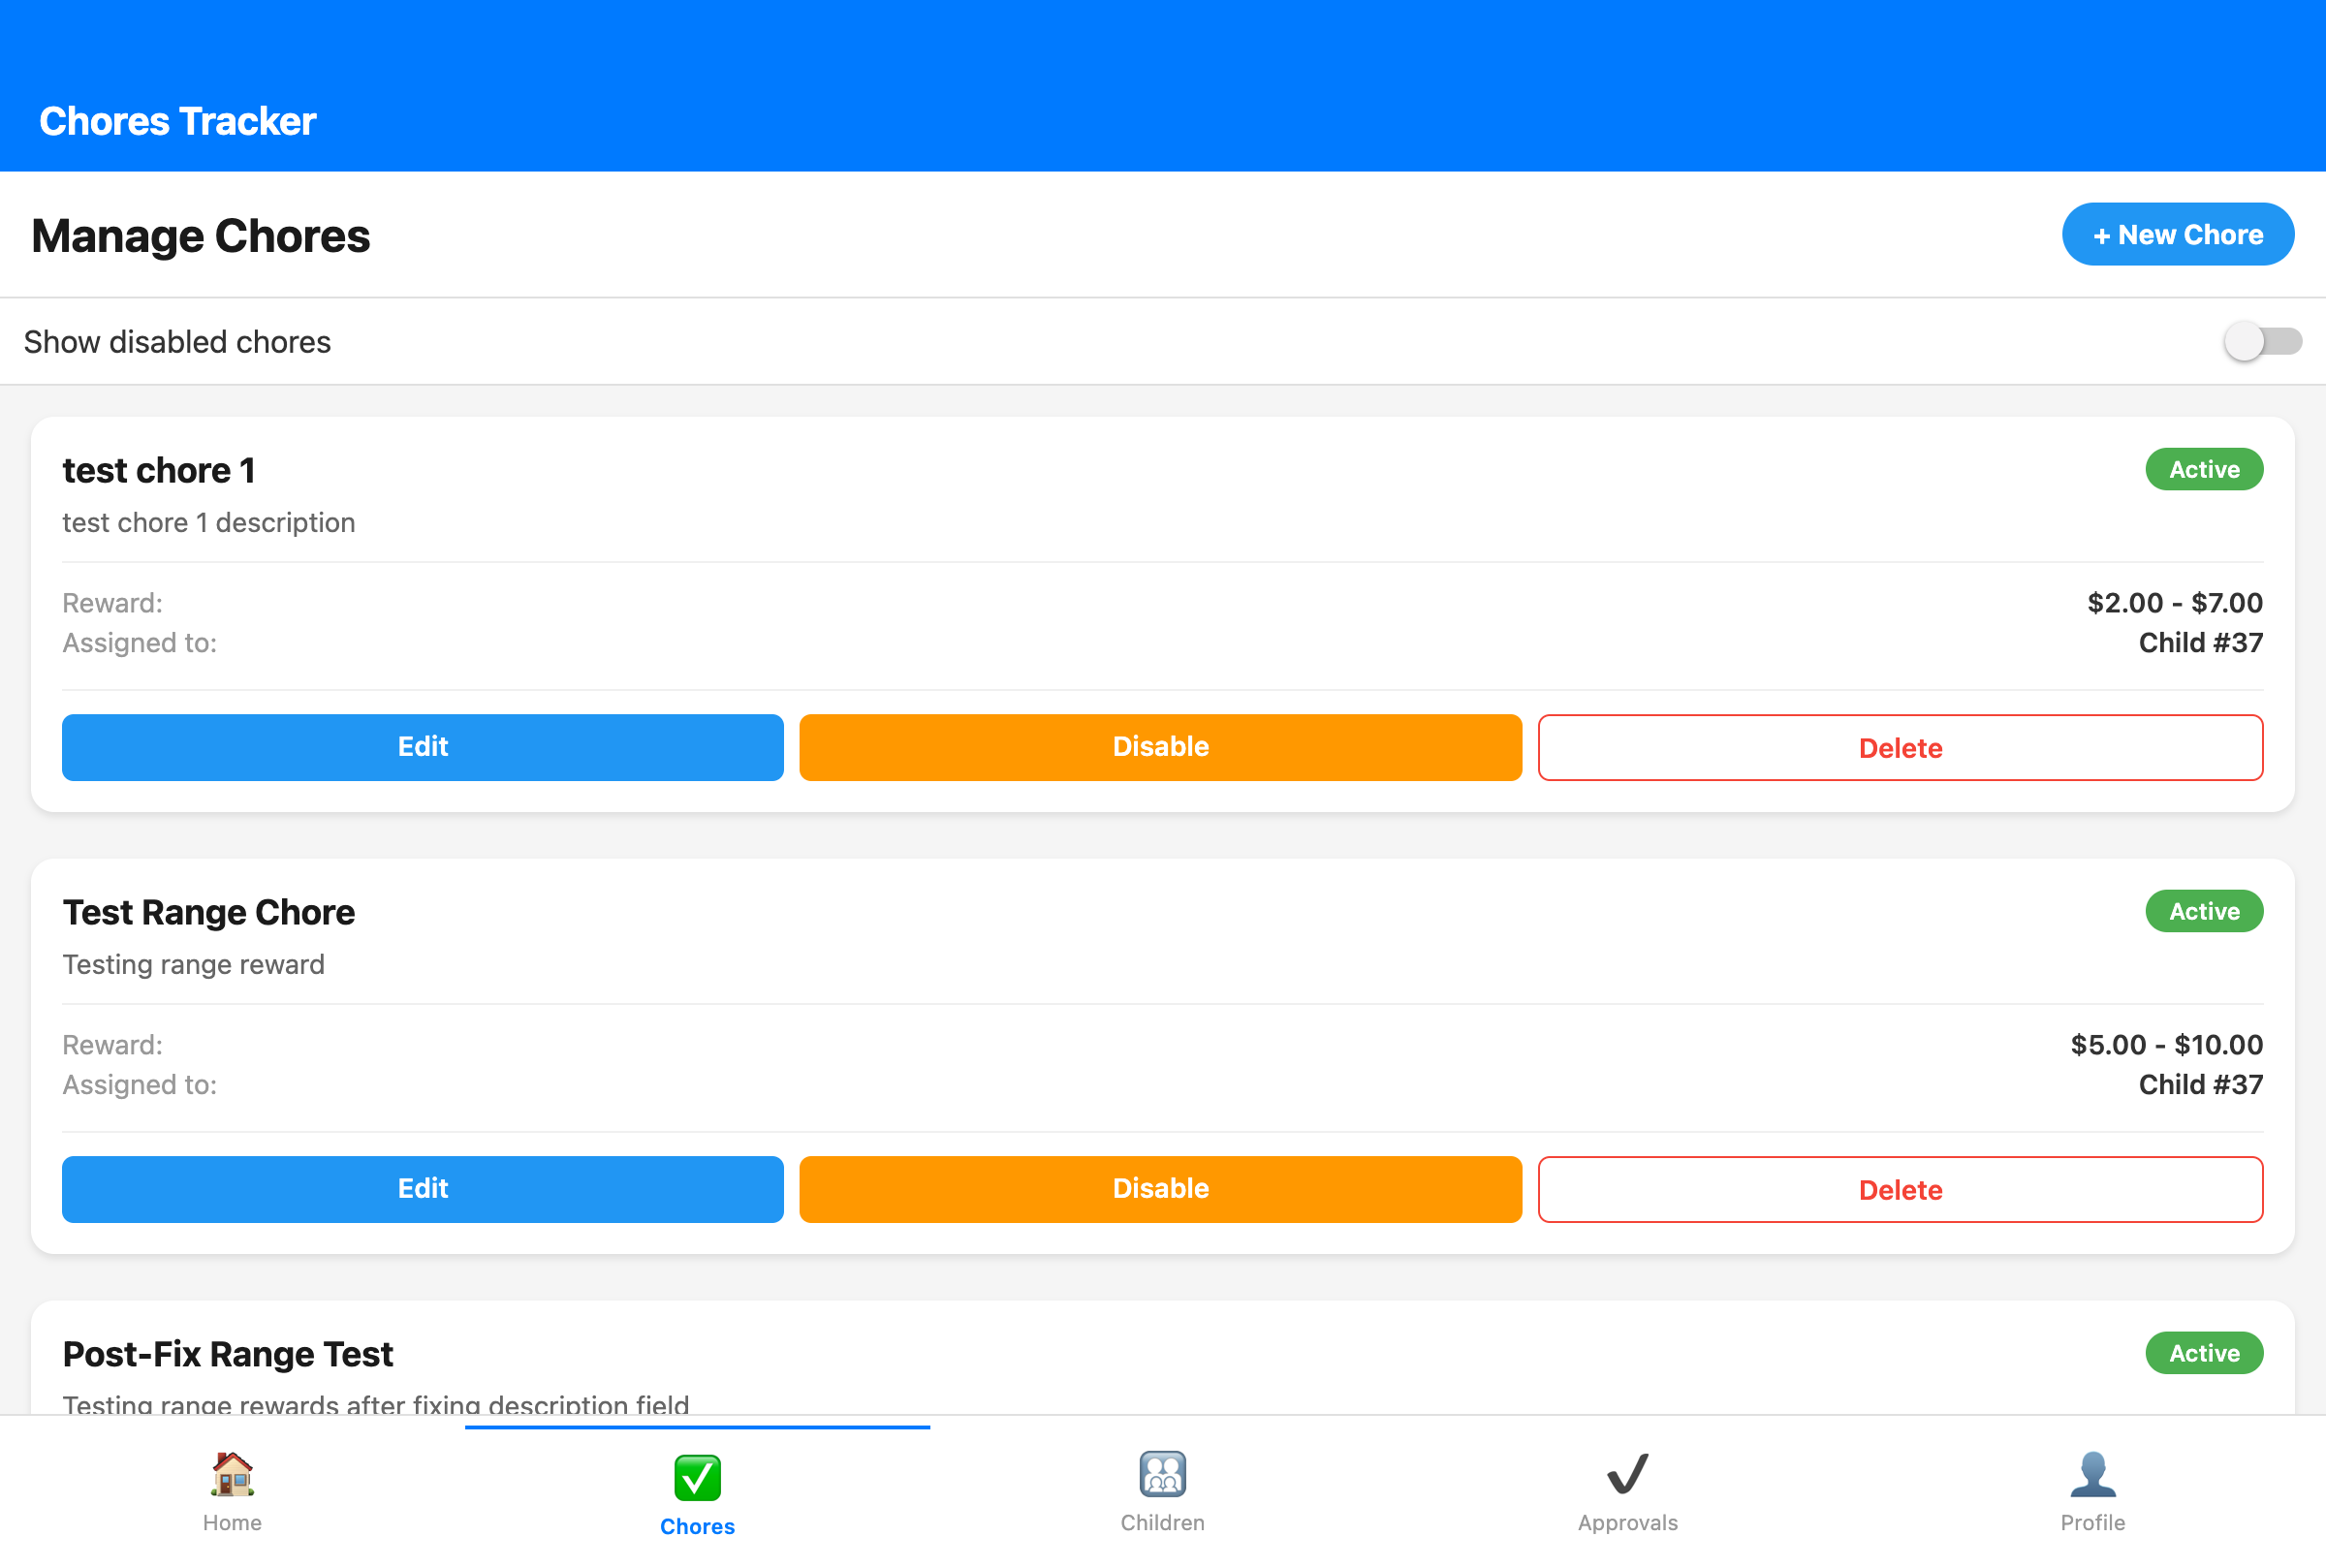 Chores Tracker
Manage Chores
+ New Chore
Show disabled chores
test chore 1
Active
test chore 1 description
Reward:
$2.00 - $7.00
Assigned to:
Child #37
Edit
Disable
Delete
Test Range Chore
Active
Testing range reward
Reward:
$5.00 - $10.00
Assigned to:
Child #37
Edit
Disable
Delete
Post-Fix Range Test
Active
Testing range rewards after fixing description field
Home
Chores
Children
Approvals
Profile